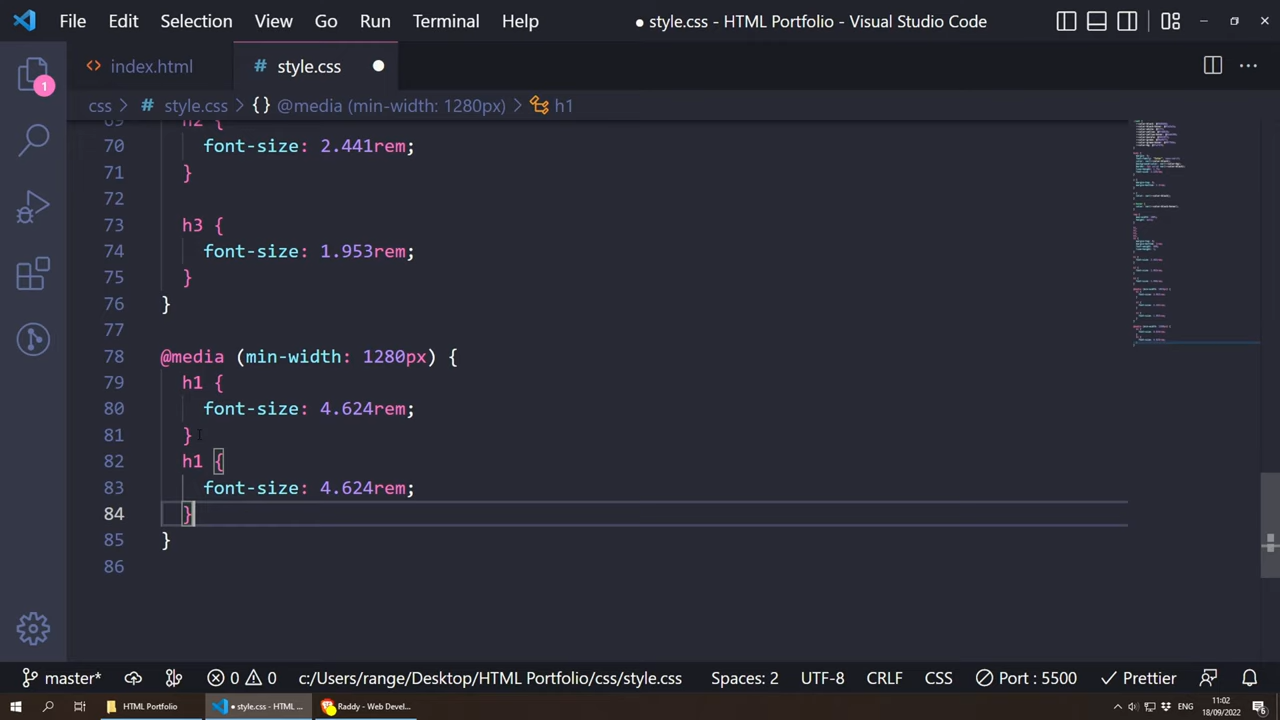 File Edit Selection View Go Run Terminal Help ● style.css - HTML Portfolio - Visual Studio Code
<> index.html # style.css ●
css > # style.css > {} @media (min-width: 1280px) > h1
1
69 h2 {
70 font-size: 2.441rem;
71 }
72
73 h3 {
74 font-size: 1.953rem;
75 }
76 }
77
78 @media (min-width: 1280px) {
79 h1 {
80 font-size: 4.624rem;
81 }
82 h1 {
83 font-size: 4.624rem;
84 }
85 }
86
master* 0 0 c:/Users/range/Desktop/HTML Portfolio/css/style.css Spaces: 2 UTF-8 CRLF CSS Port : 5500 Prettier
HTML Portfolio ● style.css - HTML ... Raddy - Web Devel... ENG 11:02
18/09/2022 6